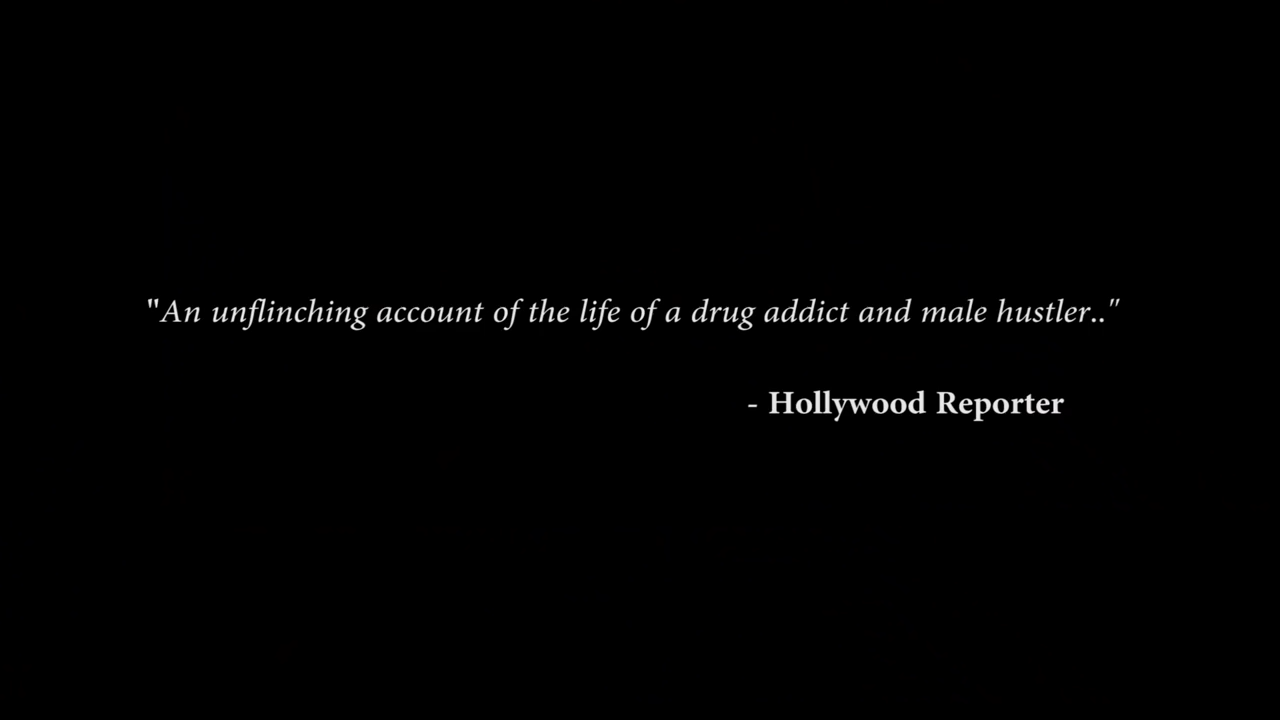 "An unflinching account of the life of a drug addict and male hustler.."
- Hollywood Reporter